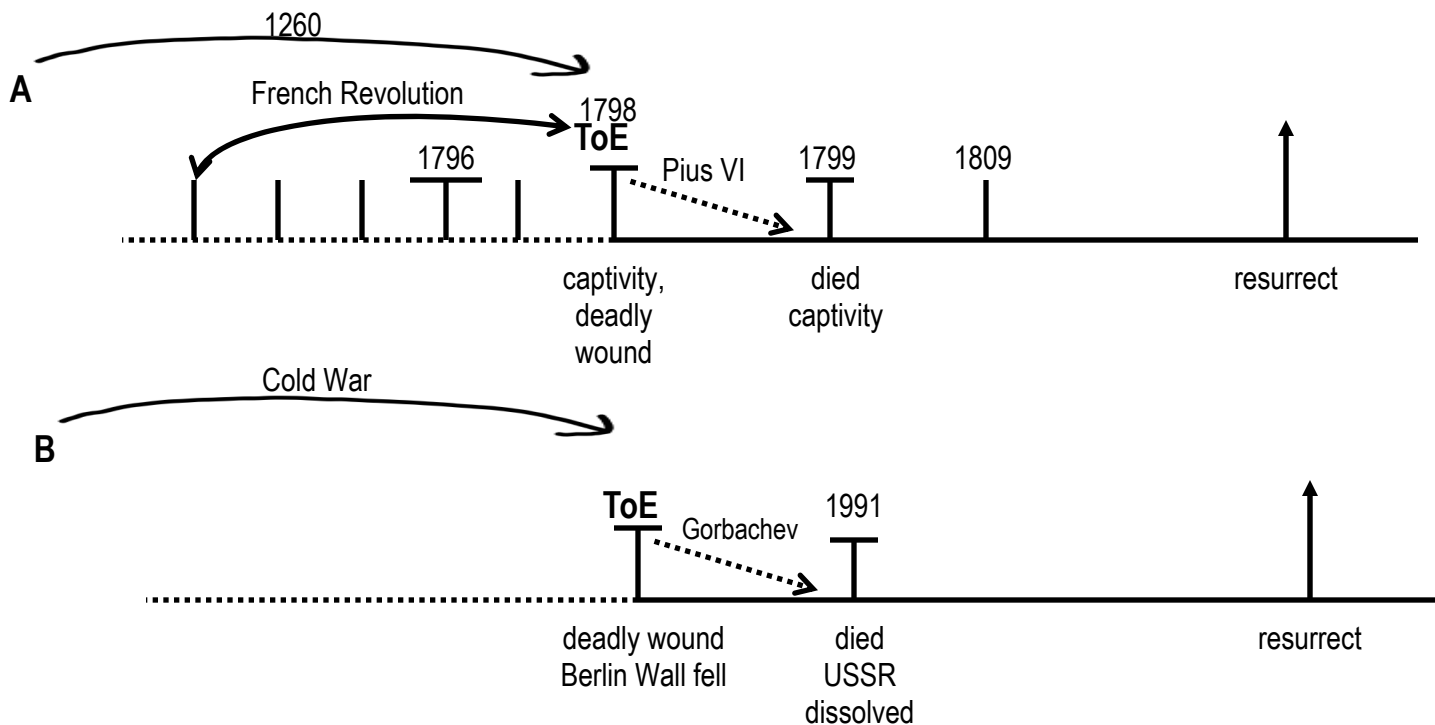 1260
A
French Revolution
1798
ToE
1796
Pius VI
1799
1809
captivity,
deadly
wound
died
captivity
resurrect
Cold War
B
ToE
Gorbachev
1991
deadly wound
Berlin Wall fell
died
USSR
dissolved
resurrect